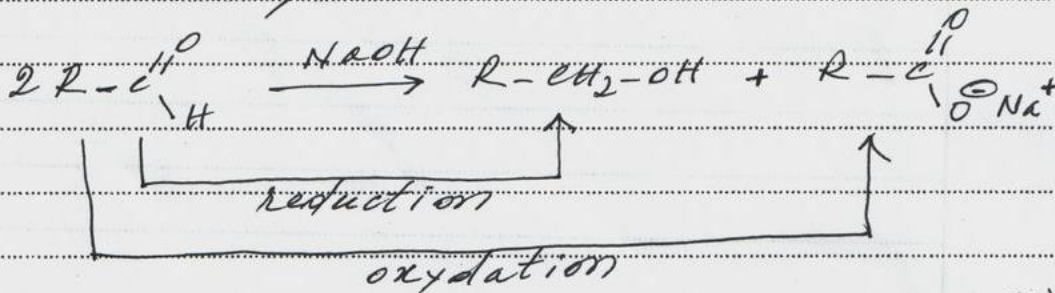 2 R-C(=O)-H —NaOH→ R-CH₂-OH + R-C(=O)-O⊖Na⁺
reduction
oxydation